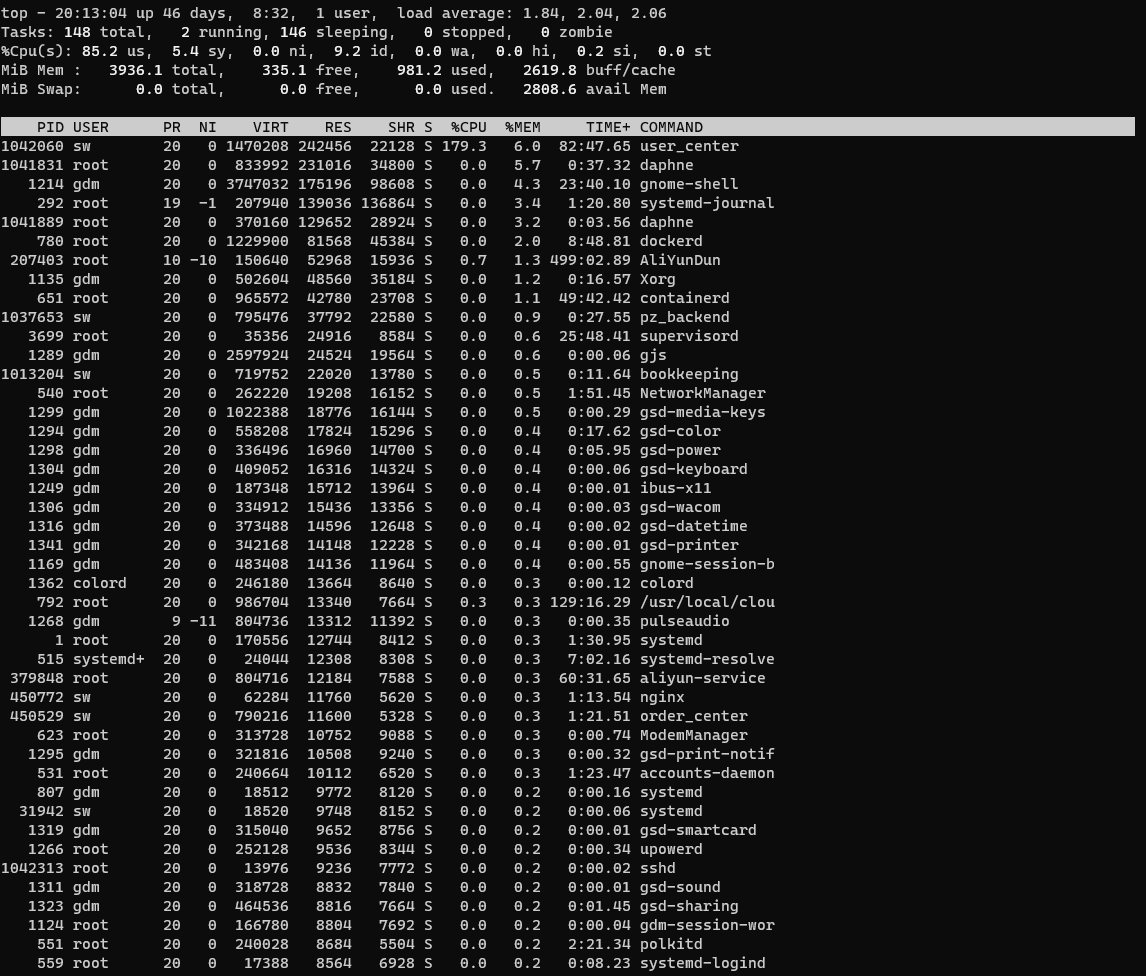 top - 20:13:04 up 46 days,  8:32,  1 user,  load average: 1.84, 2.04, 2.06
Tasks: 148 total,   2 running, 146 sleeping,   0 stopped,   0 zombie
%Cpu(s): 85.2 us,  5.4 sy,  0.0 ni,  9.2 id,  0.0 wa,  0.0 hi,  0.2 si,  0.0 st
MiB Mem :   3936.1 total,    335.1 free,    981.2 used,   2619.8 buff/cache
MiB Swap:      0.0 total,      0.0 free,      0.0 used.   2808.6 avail Mem
    PID USER      PR  NI    VIRT    RES    SHR S  %CPU  %MEM     TIME+ COMMAND
1042060 sw        20   0 1470208 242456  22128 S 179.3   6.0  82:47.65 user_center
1041831 root      20   0  833992 231016  34800 S   0.0   5.7   0:37.32 daphne
   1214 gdm       20   0 3747032 175196  98608 S   0.0   4.3  23:40.10 gnome-shell
    292 root      19  -1  207940 139036 136864 S   0.0   3.4   1:20.80 systemd-journal
1041889 root      20   0  370160 129652  28924 S   0.0   3.2   0:03.56 daphne
    780 root      20   0 1229900  81568  45384 S   0.0   2.0   8:48.81 dockerd
 207403 root      10 -10  150640  52968  15936 S   0.7   1.3 499:02.89 AliYunDun
   1135 gdm       20   0  502604  48560  35184 S   0.0   1.2   0:16.57 Xorg
    651 root      20   0  965572  42780  23708 S   0.0   1.1  49:42.42 containerd
1037653 sw        20   0  795476  37792  22580 S   0.0   0.9   0:27.55 pz_backend
   3699 root      20   0   35356  24916   8584 S   0.0   0.6  25:48.41 supervisord
   1289 gdm       20   0 2597924  24524  19564 S   0.0   0.6   0:00.06 gjs
1013204 sw        20   0  719752  22020  13780 S   0.0   0.5   0:11.64 bookkeeping
    540 root      20   0  262220  19208  16152 S   0.0   0.5   1:51.45 NetworkManager
   1299 gdm       20   0 1022388  18776  16144 S   0.0   0.5   0:00.29 gsd-media-keys
   1294 gdm       20   0  558208  17824  15296 S   0.0   0.4   0:17.62 gsd-color
   1298 gdm       20   0  336496  16960  14700 S   0.0   0.4   0:05.95 gsd-power
   1304 gdm       20   0  409052  16316  14324 S   0.0   0.4   0:00.06 gsd-keyboard
   1249 gdm       20   0  187348  15712  13964 S   0.0   0.4   0:00.01 ibus-x11
   1306 gdm       20   0  334912  15436  13356 S   0.0   0.4   0:00.03 gsd-wacom
   1316 gdm       20   0  373488  14596  12648 S   0.0   0.4   0:00.02 gsd-datetime
   1341 gdm       20   0  342168  14148  12228 S   0.0   0.4   0:00.01 gsd-printer
   1169 gdm       20   0  483408  14136  11964 S   0.0   0.4   0:00.55 gnome-session-b
   1362 colord    20   0  246180  13664   8640 S   0.0   0.3   0:00.12 colord
    792 root      20   0  986704  13340   7664 S   0.3   0.3 129:16.29 /usr/local/clou
   1268 gdm        9 -11  804736  13312  11392 S   0.0   0.3   0:00.35 pulseaudio
      1 root      20   0  170556  12744   8412 S   0.0   0.3   1:30.95 systemd
    515 systemd+  20   0   24044  12308   8308 S   0.0   0.3   7:02.16 systemd-resolve
 379848 root      20   0  804716  12184   7588 S   0.0   0.3  60:31.65 aliyun-service
 450772 sw        20   0   62284  11760   5620 S   0.0   0.3   1:13.54 nginx
 450529 sw        20   0  790216  11600   5328 S   0.0   0.3   1:21.51 order_center
    623 root      20   0  313728  10752   9088 S   0.0   0.3   0:00.74 ModemManager
   1295 gdm       20   0  321816  10508   9240 S   0.0   0.3   0:00.32 gsd-print-notif
    531 root      20   0  240664  10112   6520 S   0.0   0.3   1:23.47 accounts-daemon
    807 gdm       20   0   18512   9772   8120 S   0.0   0.2   0:00.16 systemd
  31942 sw        20   0   18520   9748   8152 S   0.0   0.2   0:00.06 systemd
   1319 gdm       20   0  315040   9652   8756 S   0.0   0.2   0:00.01 gsd-smartcard
   1266 root      20   0  252128   9536   8344 S   0.0   0.2   0:00.34 upowerd
1042313 root      20   0   13976   9236   7772 S   0.0   0.2   0:00.02 sshd
   1311 gdm       20   0  318728   8832   7840 S   0.0   0.2   0:00.01 gsd-sound
   1323 gdm       20   0  464536   8816   7664 S   0.0   0.2   0:01.45 gsd-sharing
   1124 root      20   0  166780   8804   7692 S   0.0   0.2   0:00.04 gdm-session-wor
    551 root      20   0  240028   8684   5504 S   0.0   0.2   2:21.34 polkitd
    559 root      20   0   17388   8564   6928 S   0.0   0.2   0:08.23 systemd-logind